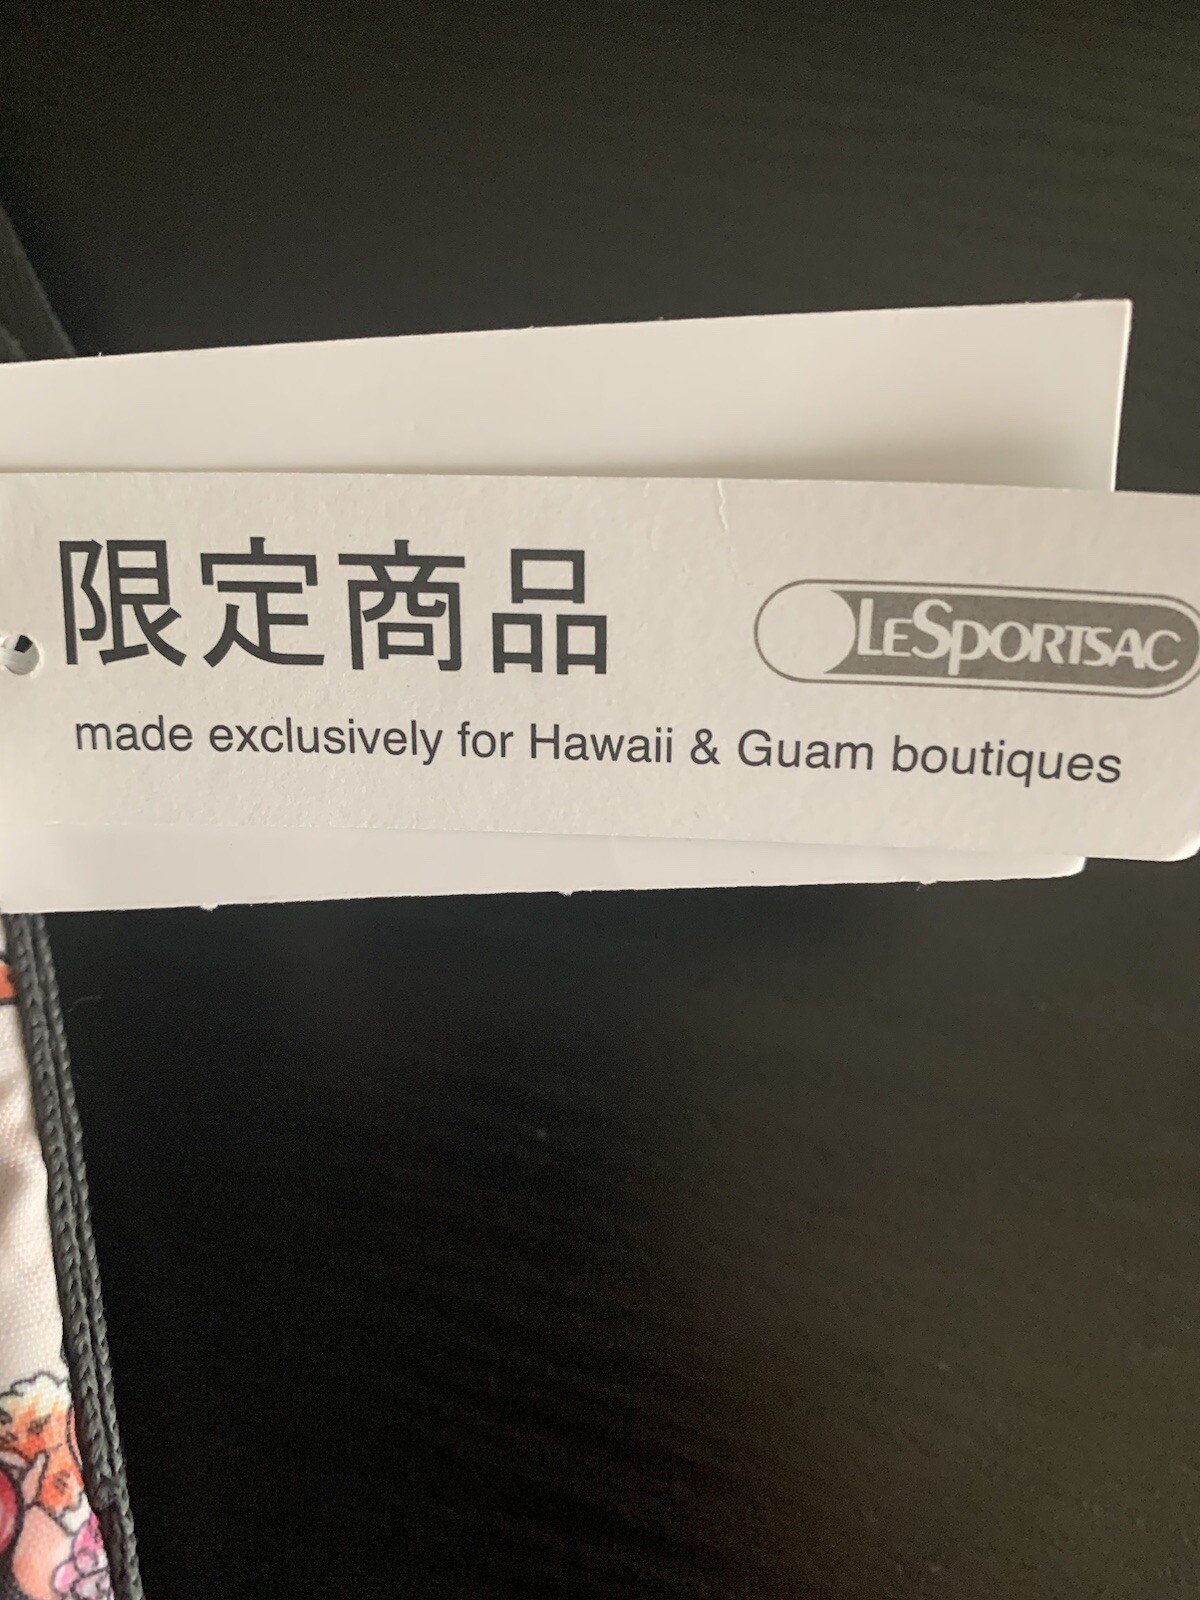 限定商品
LESPORTSAC
made exclusively for Hawaii & Guam boutiques